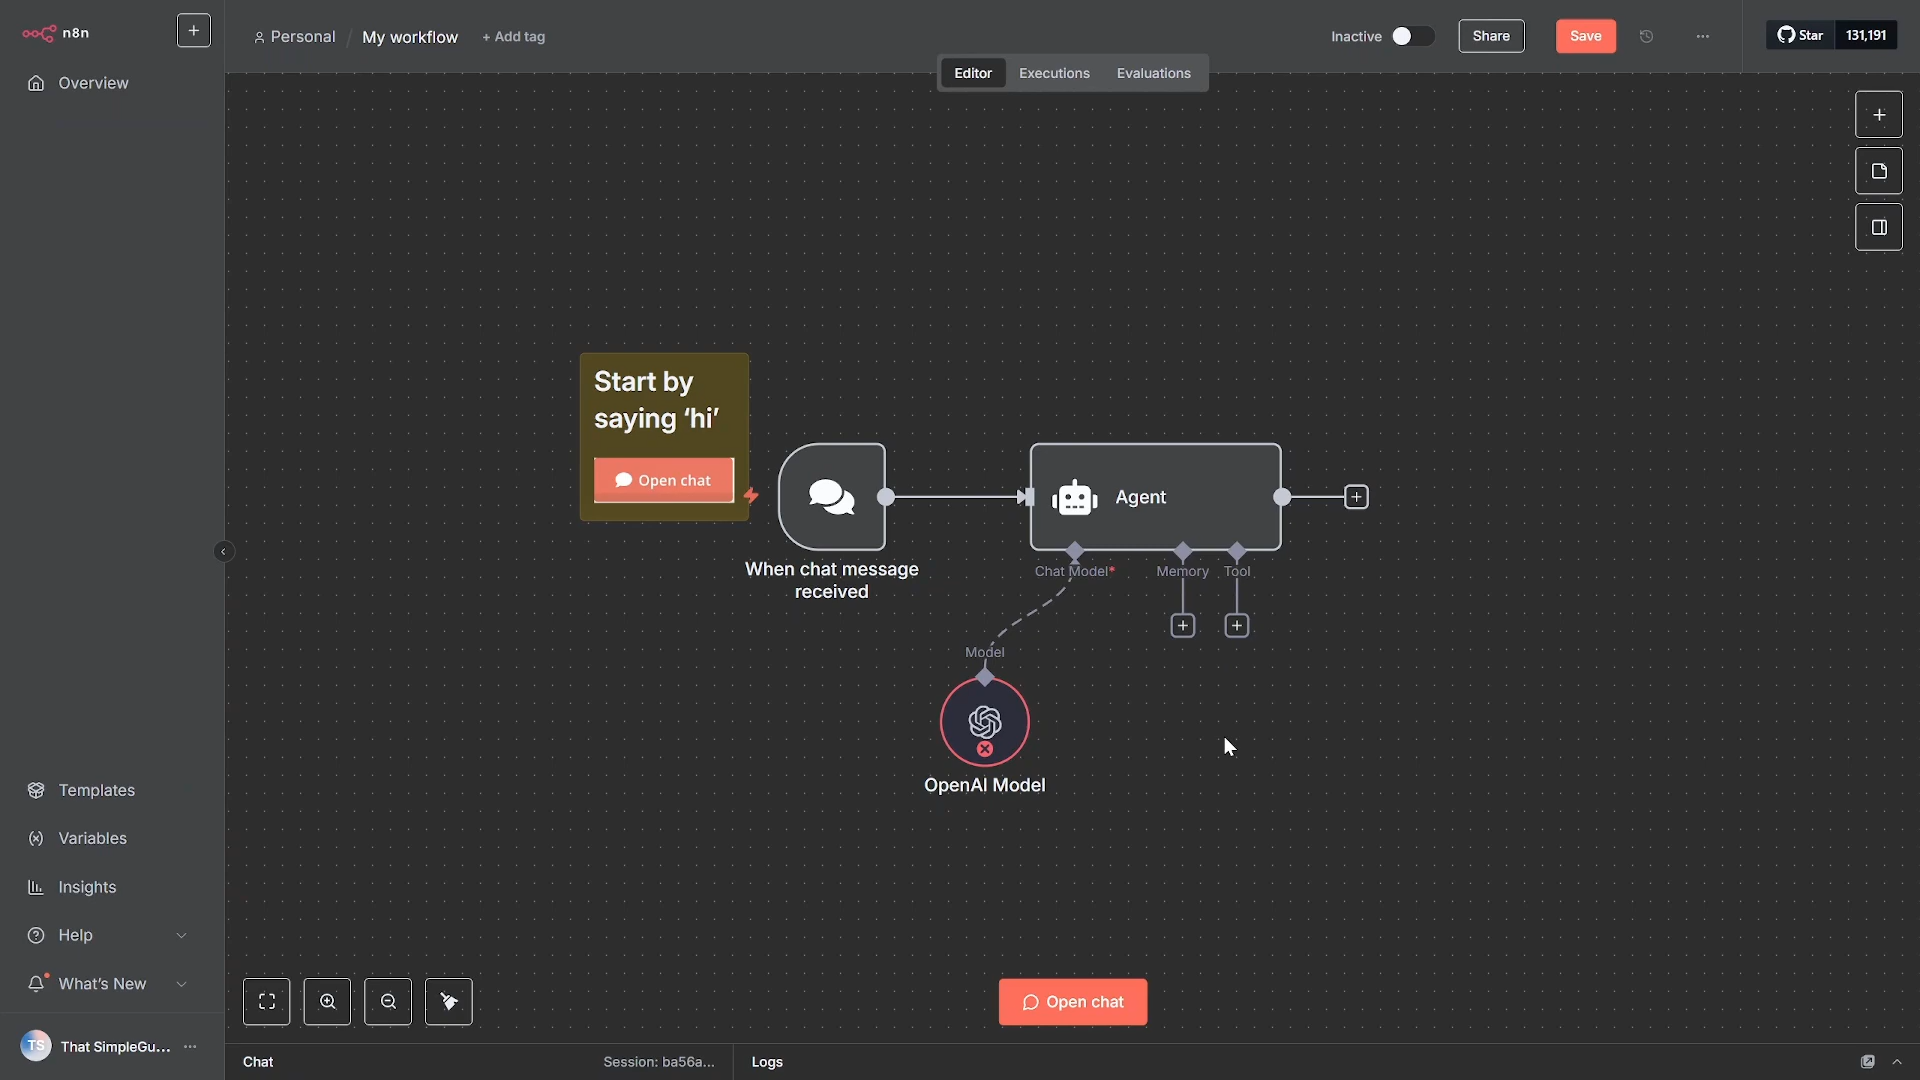 n8n
Personal / My workflow + Add tag
Inactive
Share
Save
Star 131,191
Editor Executions Evaluations
Overview
Start by
saying ‘hi’
Open chat
Agent
When chat message
received
Chat Model*
Memory
Tool
Model
OpenAI Model
Templates
Variables
Insights
Help
What’s New
Open chat
TS That SimpleGu...
Chat
Session: ba56a...
Logs